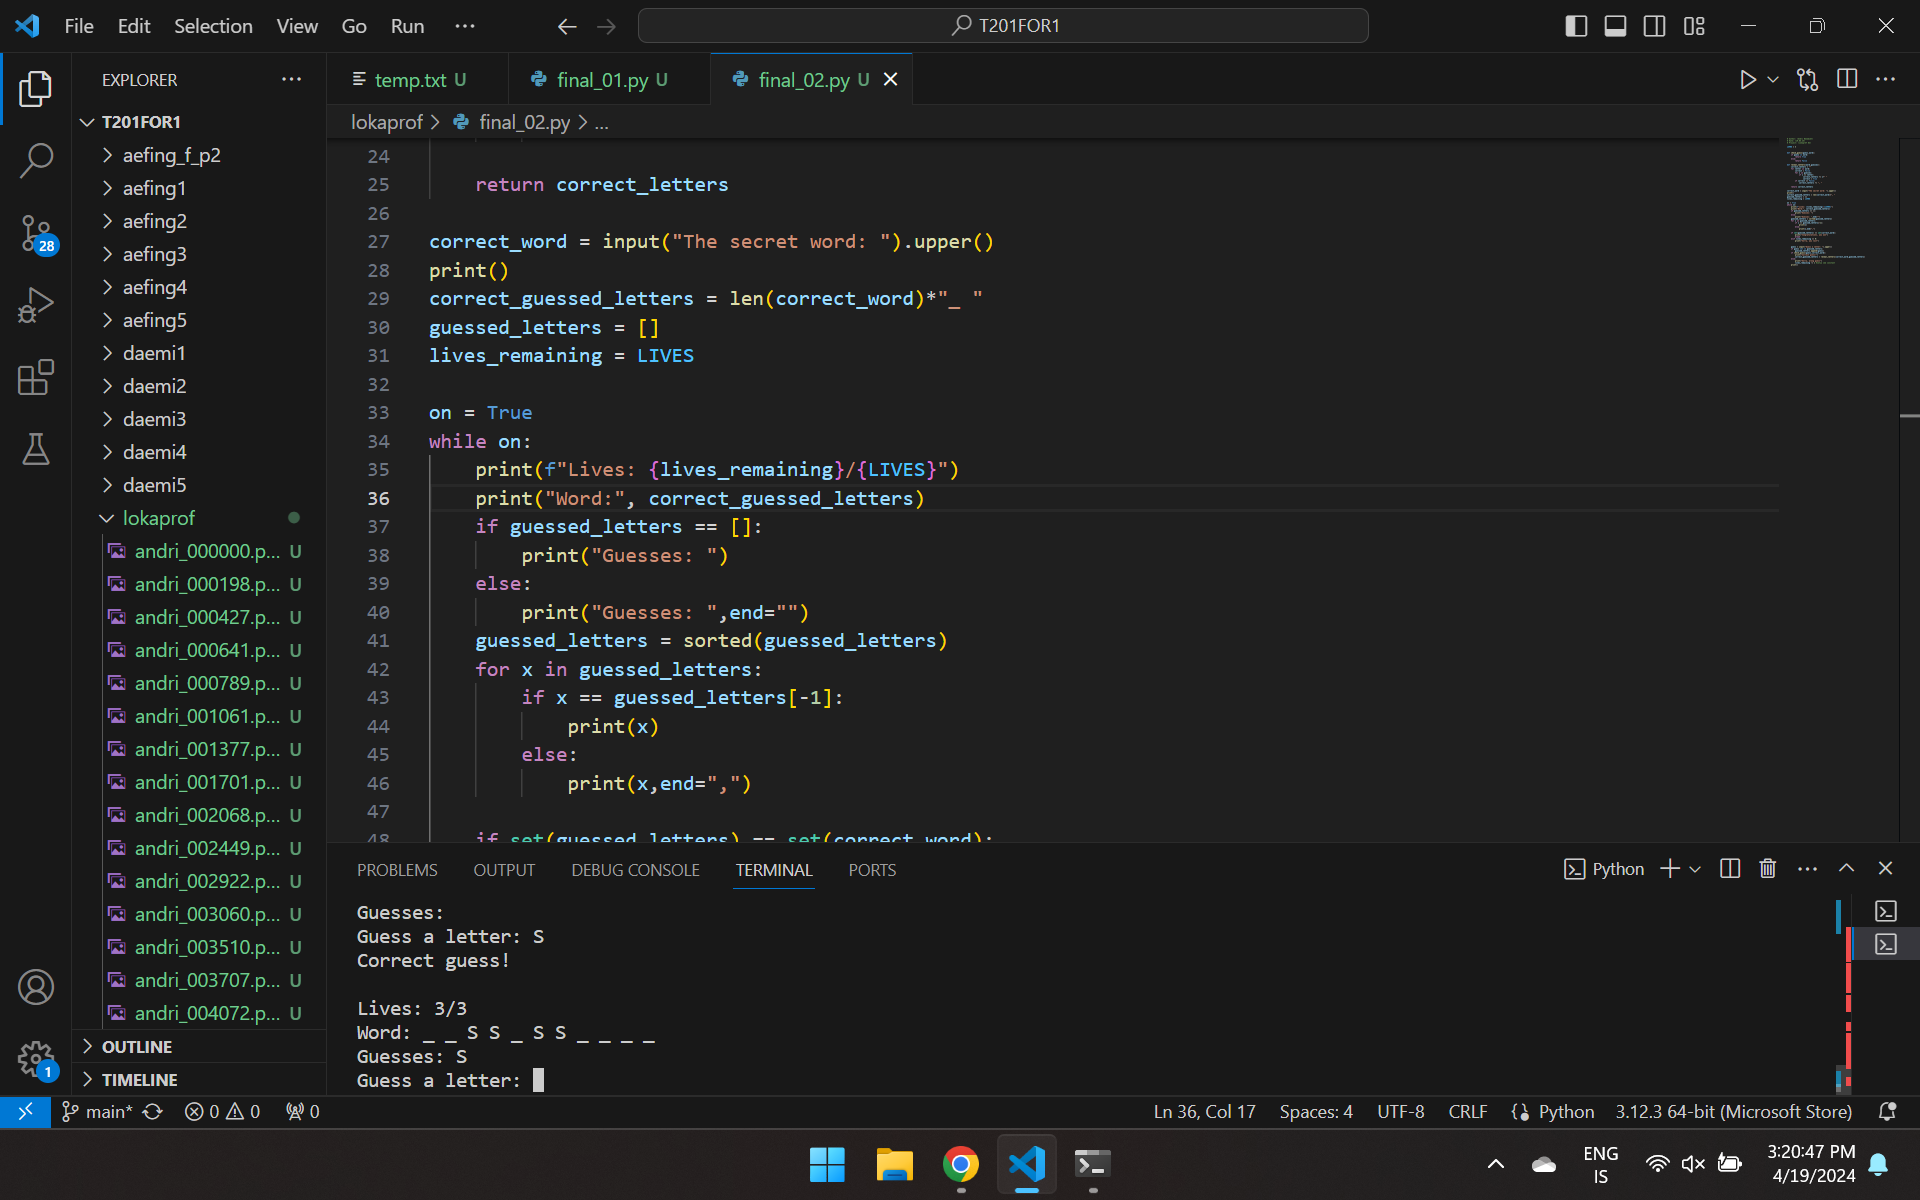 File Edit Selection View Go Run ··· T201FOR1
EXPLORER ···
temp.txt U final_01.py U final_02.py U
T201FOR1
lokaprof > final_02.py > ...
aefing_f_p2
aefing1
aefing2
aefing3
aefing4
aefing5
daemi1
daemi2
daemi3
daemi4
daemi5
lokaprof
andri_000000.p... U
andri_000198.p... U
andri_000427.p... U
andri_000641.p... U
andri_000789.p... U
andri_001061.p... U
andri_001377.p... U
andri_001701.p... U
andri_002068.p... U
andri_002449.p... U
andri_002922.p... U
andri_003060.p... U
andri_003510.p... U
andri_003707.p... U
andri_004072.p... U
OUTLINE
TIMELINE
28
1
24
25     return correct_letters
26
27 correct_word = input("The secret word: ").upper()
28 print()
29 correct_guessed_letters = len(correct_word)*"_ "
30 guessed_letters = []
31 lives_remaining = LIVES
32
33 on = True
34 while on:
35     print(f"Lives: {lives_remaining}/{LIVES}")
36     print("Word:", correct_guessed_letters)
37     if guessed_letters == []:
38         print("Guesses: ")
39     else:
40         print("Guesses: ",end="")
41     guessed_letters = sorted(guessed_letters)
42     for x in guessed_letters:
43         if x == guessed_letters[-1]:
44             print(x)
45         else:
46             print(x,end=",")
47
48     if set(guessed_letters) == set(correct_word):
PROBLEMS OUTPUT DEBUG CONSOLE TERMINAL PORTS Python
Guesses:
Guess a letter: S
Correct guess!
Lives: 3/3
Word: _ _ S S _ S S _ _ _ _
Guesses: S
Guess a letter:
main* 0 0 0 Ln 36, Col 17 Spaces: 4 UTF-8 CRLF Python 3.12.3 64-bit (Microsoft Store)
ENG
IS
3:20:47 PM
4/19/2024